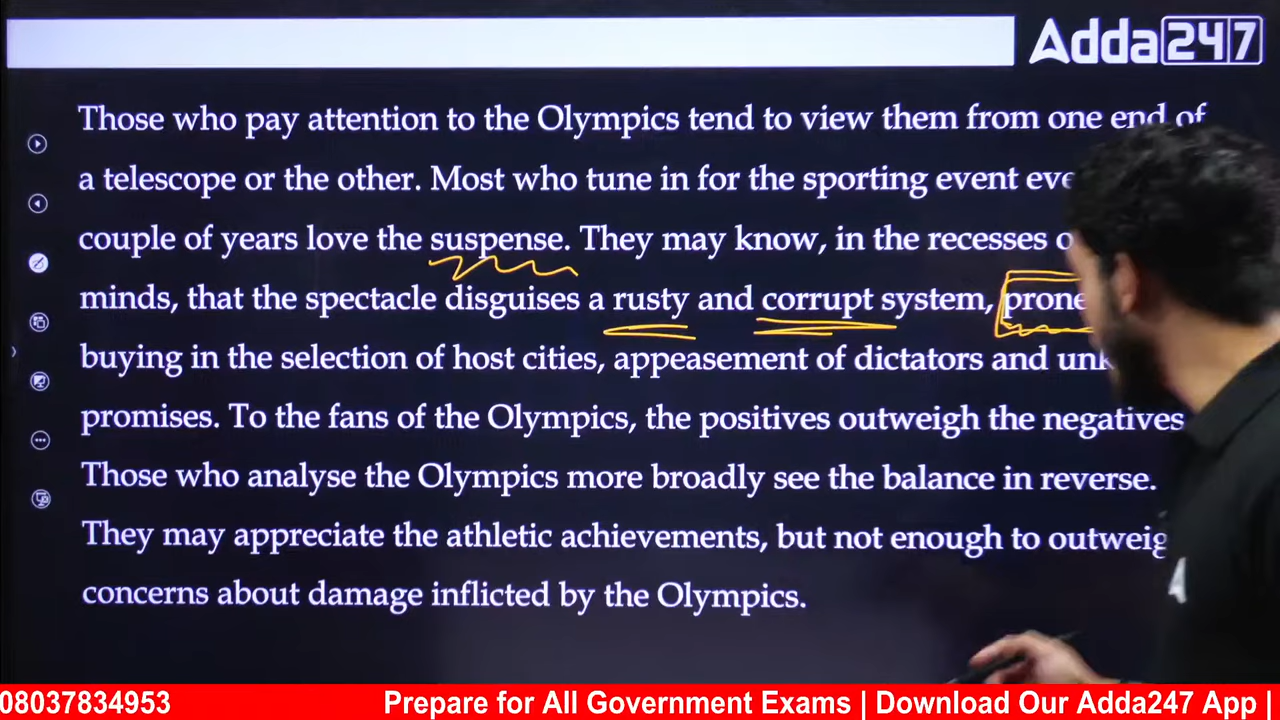 Adda247
Those who pay attention to the Olympics tend to view them from one end of
a telescope or the other. Most who tune in for the sporting event
couple of years love the suspense. They may know, in the recesses
minds, that the spectacle disguises a rusty and corrupt system, prone
buying in the selection of host cities, appeasement of dictators and
promises. To the fans of the Olympics, the positives outweigh the negatives
Those who analyse the Olympics more broadly see the balance in reverse.
They may appreciate the athletic achievements, but not enough to
concerns about damage inflicted by the Olympics.
08037834953 Prepare for All Government Exams | Download Our Adda247 App |